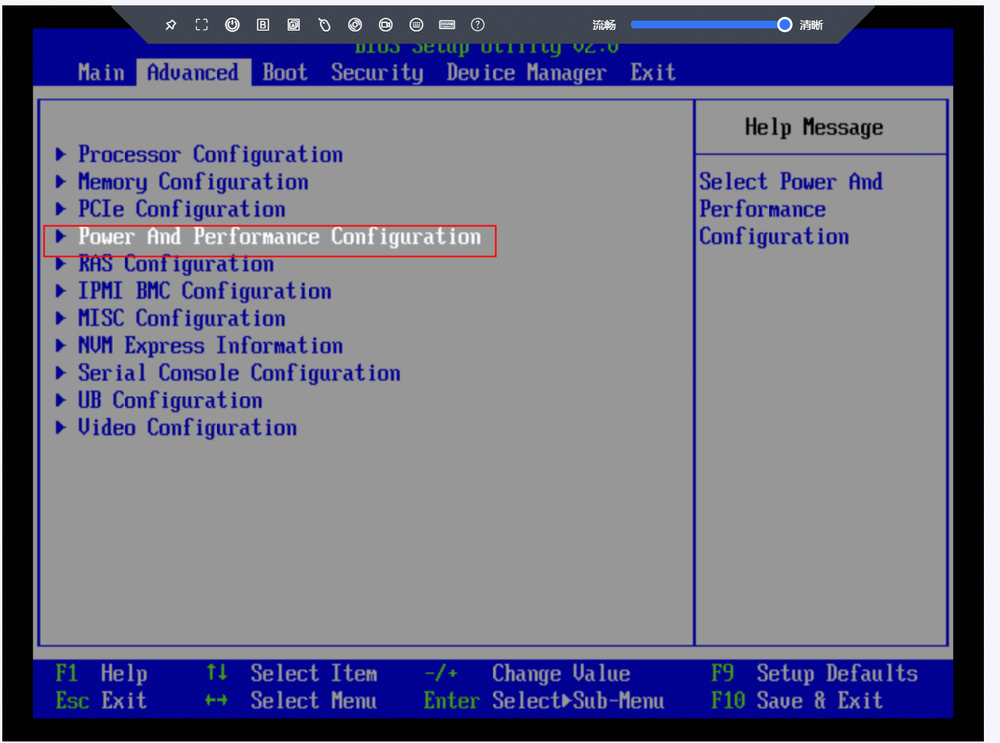 流畅 清晰
BIOS Setup Utility V2.0
Main Advanced Boot Security Device Manager Exit
Processor Configuration
Memory Configuration
PCIe Configuration
Power And Performance Configuration
RAS Configuration
IPMI BMC Configuration
MISC Configuration
NVM Express Information
Serial Console Configuration
UB Configuration
Video Configuration
Help Message
Select Power And
Performance
Configuration
F1 Help ↑↓ Select Item -/+ Change Value F9 Setup Defaults
Esc Exit ←→ Select Menu Enter Select▶Sub-Menu F10 Save & Exit